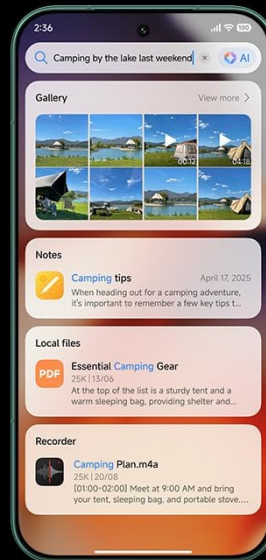 2:36
100
Camping by the lake last weekend
AI
Gallery
View more
00:12
04:18
Notes
Camping tips
April 17, 2025
When heading out for a camping adventure,
it's important to remember a few key tips t...
Local files
PDF
Essential Camping Gear
25K | 13/06
At the top of the list is a sturdy tent and a
warm sleeping bag, providing shelter and...
Recorder
Camping Plan.m4a
25K | 20/08
[01:00-02:00] Meet at 9:00 AM and bring
your tent, sleeping bag, and portable stove....